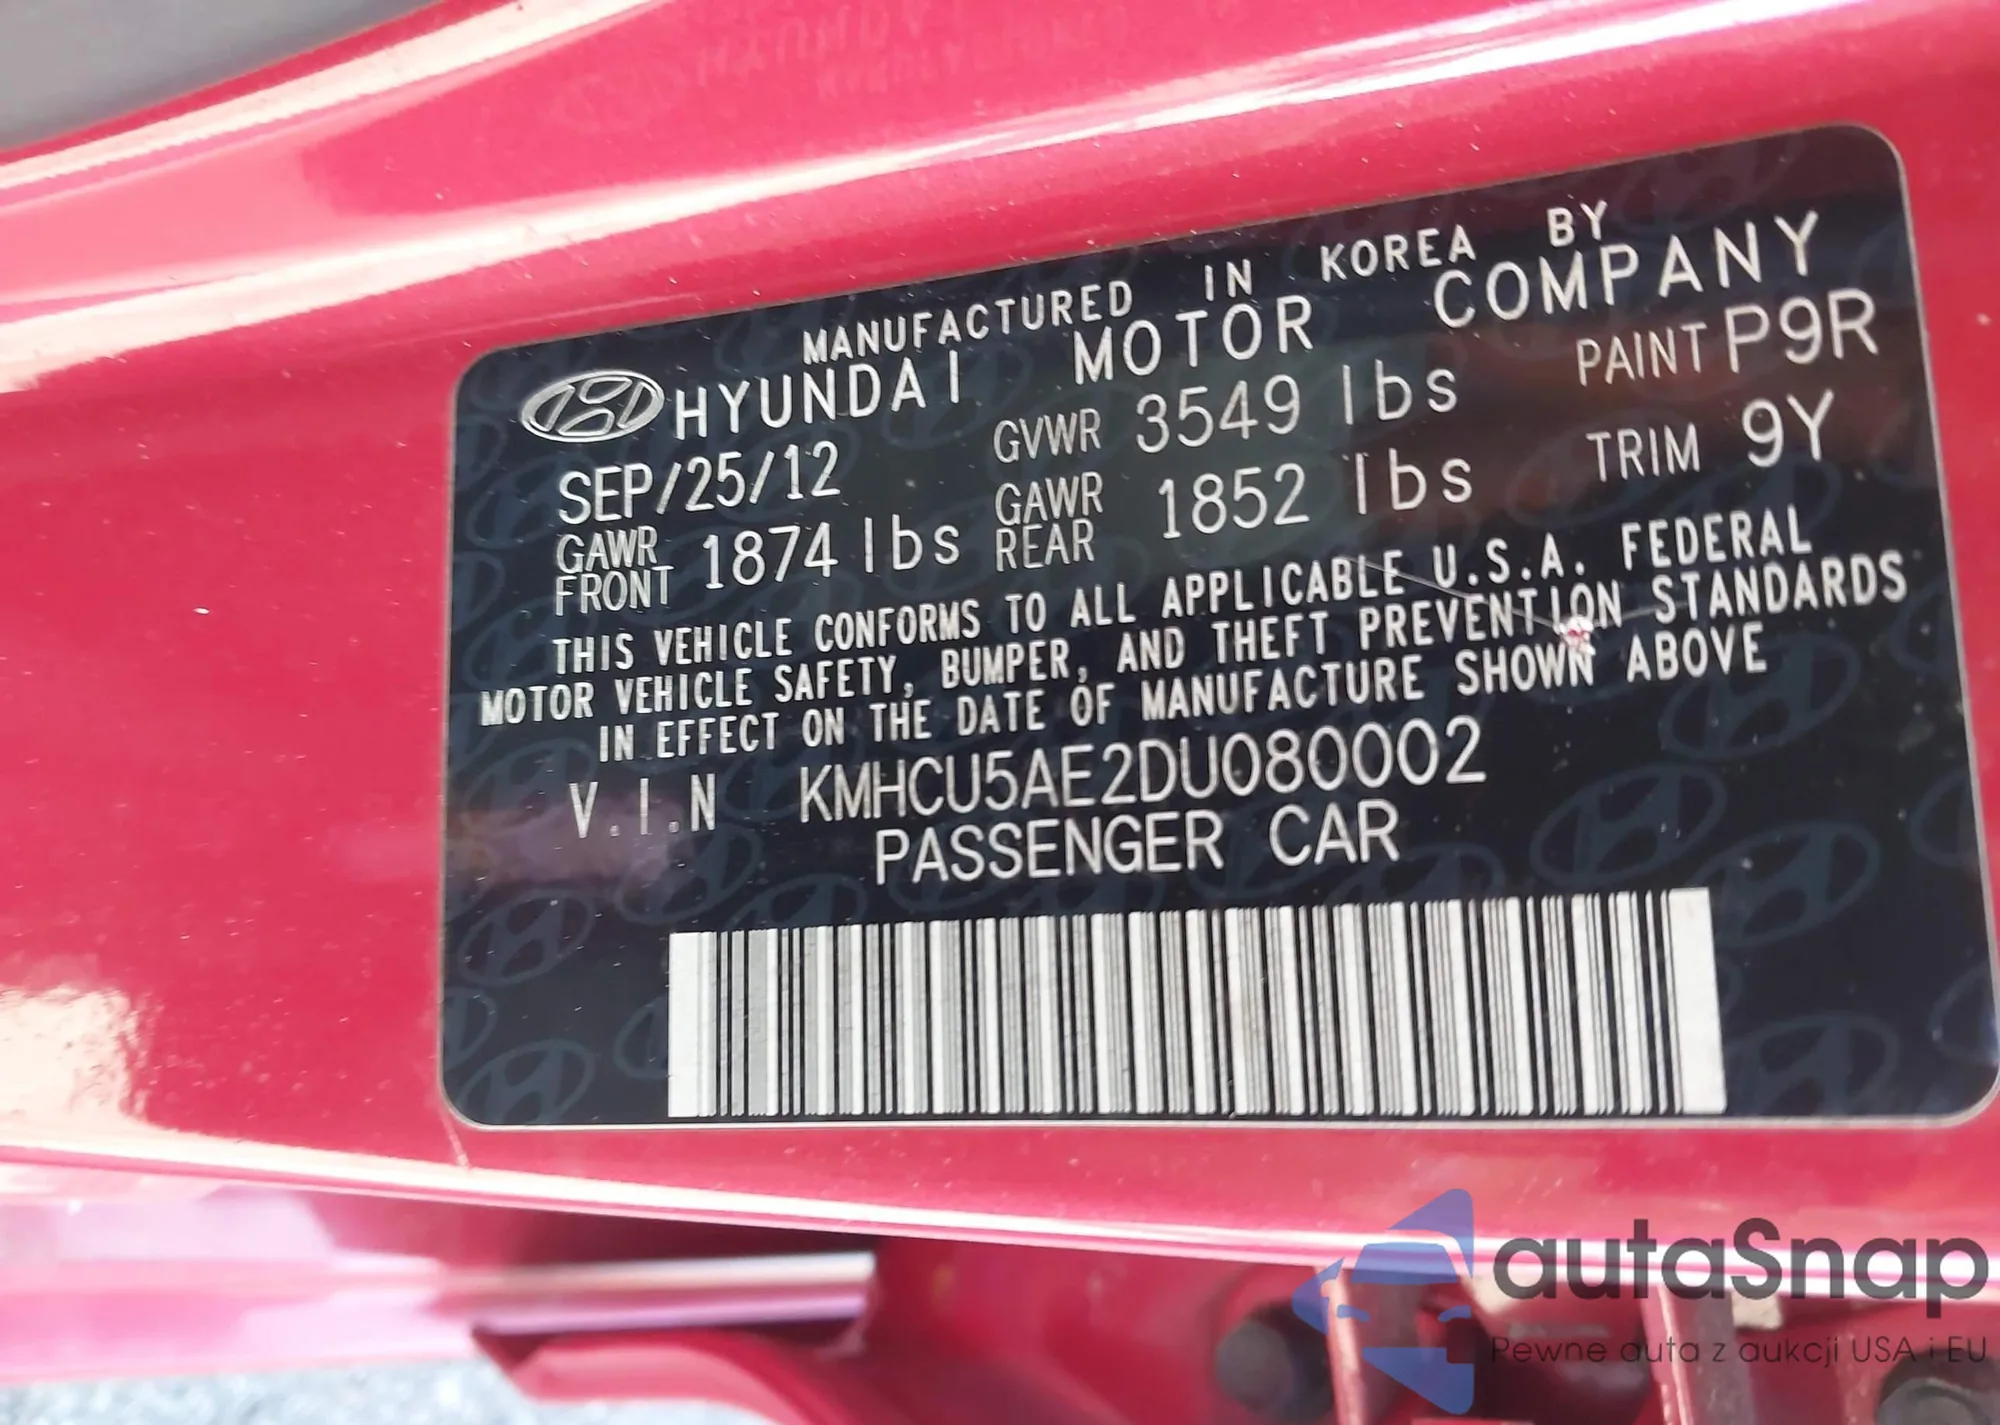 MANUFACTURED IN KOREA BY
HYUNDAI MOTOR COMPANY
SEP/25/12 GVWR 3549 lbs PAINT P9R
GAWR FRONT 1874 lbs GAWR REAR 1852 lbs TRIM 9Y
THIS VEHICLE CONFORMS TO ALL APPLICABLE U.S.A. FEDERAL
MOTOR VEHICLE SAFETY, BUMPER, AND THEFT PREVENTION STANDARDS
IN EFFECT ON THE DATE OF MANUFACTURE SHOWN ABOVE
V.I.N KMHCU5AE2DU080002
PASSENGER CAR
autaSnap
Pewne auta z aukcji USA i EU